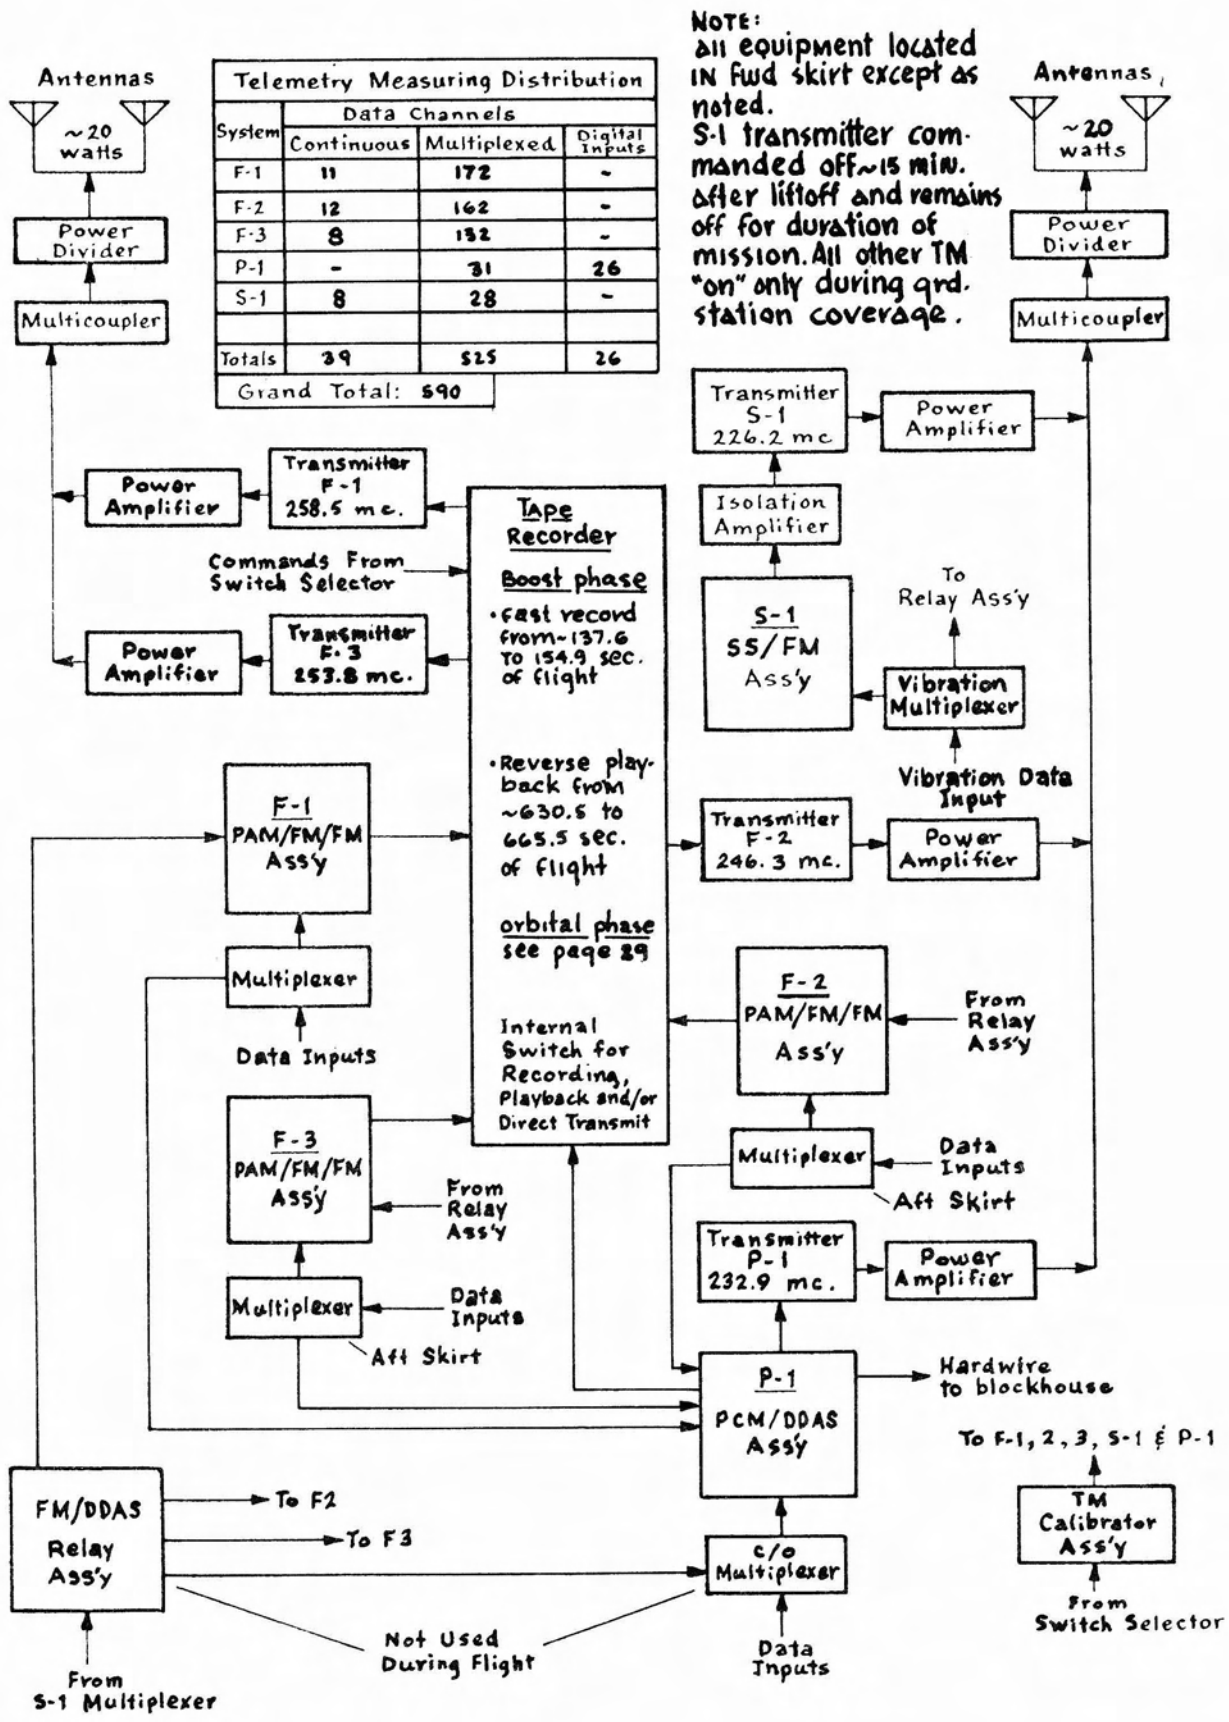 NOTE:
all equipment located
IN fwd skirt except as
noted.
S-1 transmitter com-
manded off ~15 min.
after liftoff and remains
off for duration of
mission. All other TM
"on" only during grd.
station coverage.
Antennas
~20
watts
Power
Divider
Multicoupler
Telemetry Measuring Distribution
System
Data Channels
Continuous Multiplexed Digital Inputs
F-1 11 172 -
F-2 12 162 -
F-3 8 132 -
P-1 - 31 26
S-1 8 28 -
Totals 39 525 26
Grand Total: 590
Antennas
~20
watts
Power
Divider
Multicoupler
Transmitter
S-1
226.2 mc
Power
Amplifier
Isolation
Amplifier
S-1
SS/FM
Ass'y
To
Relay Ass'y
Vibration
Multiplexer
Vibration Data
Input
Power
Amplifier
Transmitter
F-1
258.5 mc.
Commands From
Switch Selector
Power
Amplifier
Transmitter
F-3
253.8 mc.
Tape
Recorder
Boost phase
• fast record
from ~137.6
to 154.9 sec.
of flight
• Reverse play-
back from
~630.5 to
665.5 sec.
of flight
orbital phase
see page 29
Internal
Switch for
Recording,
Playback and/or
Direct Transmit
Transmitter
F-2
246.3 mc.
Power
Amplifier
F-1
PAM/FM/FM
Ass'y
Multiplexer
Data Inputs
F-2
PAM/FM/FM
Ass'y
From
Relay
Ass'y
Multiplexer
Data
Inputs
Aft Skirt
F-3
PAM/FM/FM
Ass'y
From
Relay
Ass'y
Multiplexer
Data
Inputs
Aft Skirt
Transmitter
P-1
232.9 mc.
Power
Amplifier
P-1
PCM/DDAS
Ass'y
Hardwire
to blockhouse
To F-1, 2, 3, S-1 & P-1
TM
Calibrator
Ass'y
From
Switch Selector
FM/DDAS
Relay
Ass'y
To F2
To F3
C/O
Multiplexer
Data
Inputs
Not Used
During Flight
From
S-1 Multiplexer